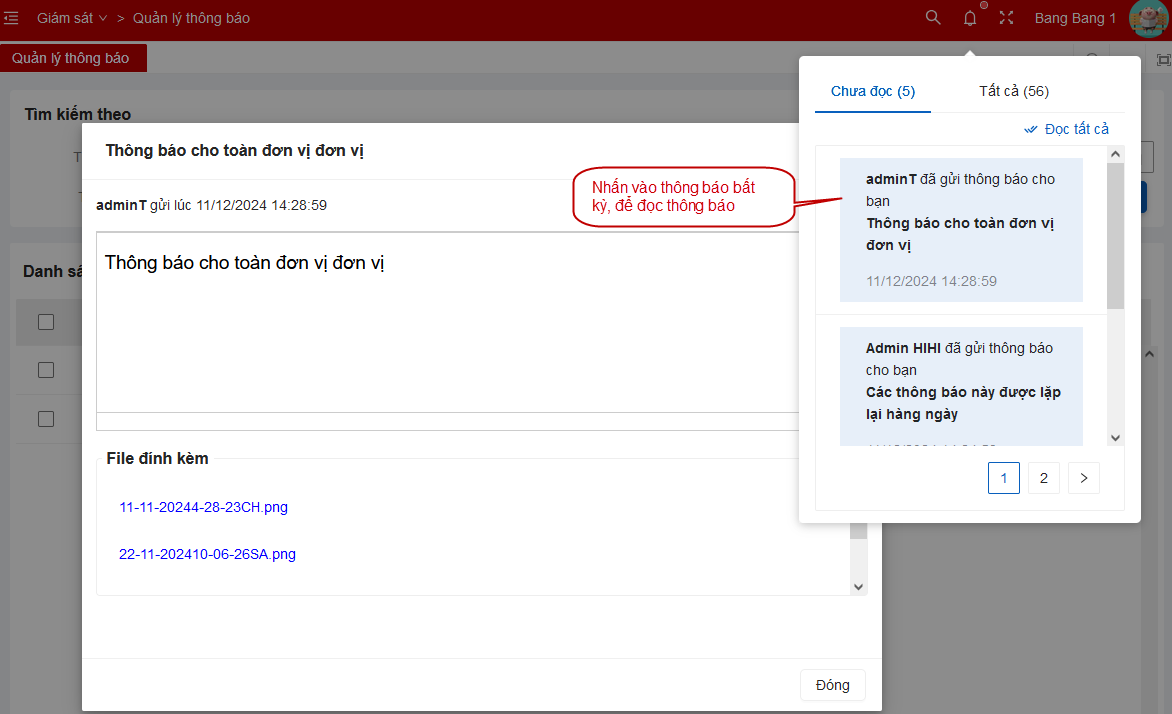 Giám sát > Quản lý thông báo
Bang Bang 1
Quản lý thông báo
Tìm kiếm theo
Danh sá
Thông báo cho toàn đơn vị đơn vị
adminT gửi lúc 11/12/2024 14:28:59
Thông báo cho toàn đơn vị đơn vị
File đính kèm
11-11-20244-28-23CH.png
22-11-202410-06-26SA.png
Đóng
Nhấn vào thông báo bất
kỳ, để đọc thông báo
Chưa đọc (5)
Tất cả (56)
Đọc tất cả
adminT đã gửi thông báo cho
bạn
Thông báo cho toàn đơn vị
đơn vị
11/12/2024 14:28:59
Admin HIHI đã gửi thông báo
cho bạn
Các thông báo này được lặp
lại hàng ngày
1 2 >